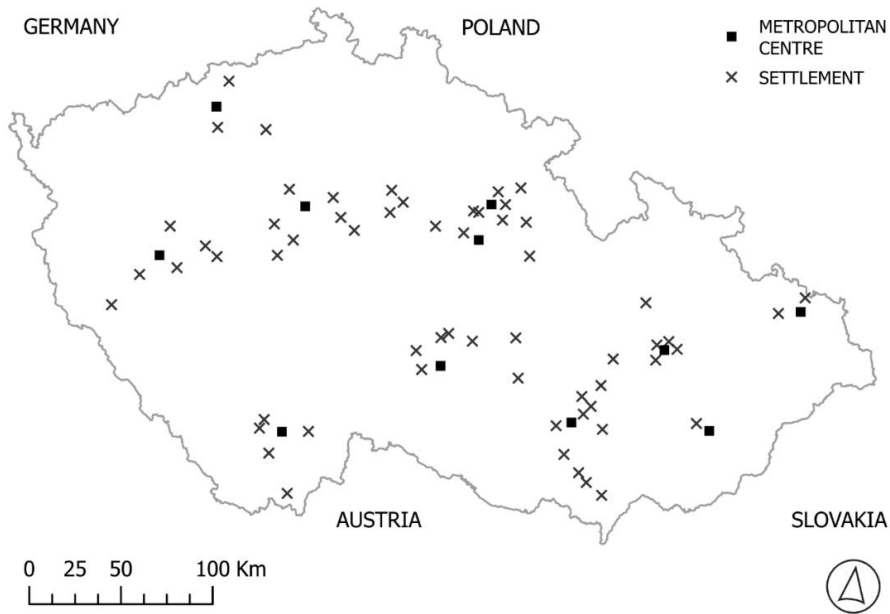 GERMANY
POLAND
METROPOLITAN
CENTRE
SETTLEMENT
AUSTRIA
SLOVAKIA
0 25 50 100 Km